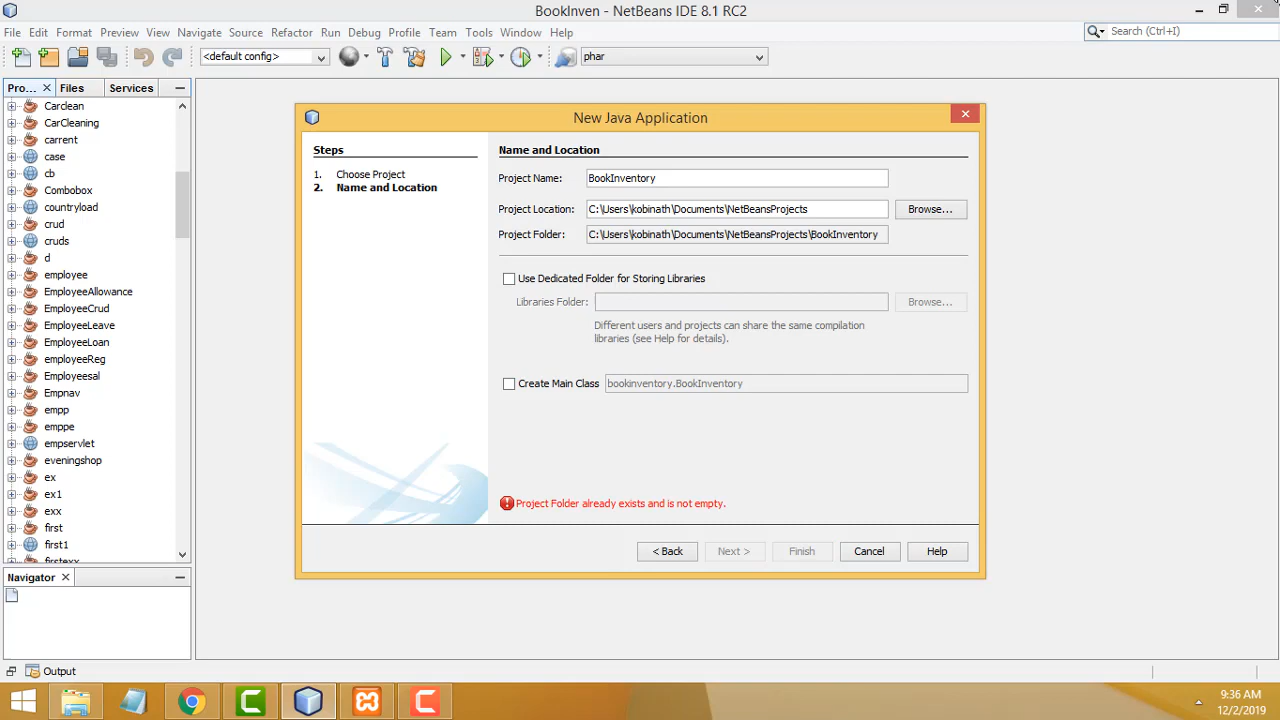 BookInven - NetBeans IDE 8.1 RC2
File Edit Format Preview View Navigate Source Refactor Run Debug Profile Team Tools Window Help
Search (Ctrl+I)
<default config>
phar
Pro... Files Services
Carclean
CarCleaning
carrent
case
cb
Combobox
countryload
crud
cruds
d
employee
EmployeeAllowance
EmployeeCrud
EmployeeLeave
EmployeeLoan
employeeReg
Employeesal
Empnav
empp
emppe
empservlet
eveningshop
ex
ex1
exx
first
first1
firstexx
Navigator
Output
New Java Application
Steps
1. Choose Project
2. Name and Location
Name and Location
Project Name: BookInventory
Project Location: C:\Users\kobinath\Documents\NetBeansProjects Browse...
Project Folder: C:\Users\kobinath\Documents\NetBeansProjects\BookInventory
Use Dedicated Folder for Storing Libraries
Libraries Folder: Browse...
Different users and projects can share the same compilation
libraries (see Help for details).
Create Main Class bookinventory.BookInventory
Project Folder already exists and is not empty.
< Back Next > Finish Cancel Help
9:36 AM
12/2/2019